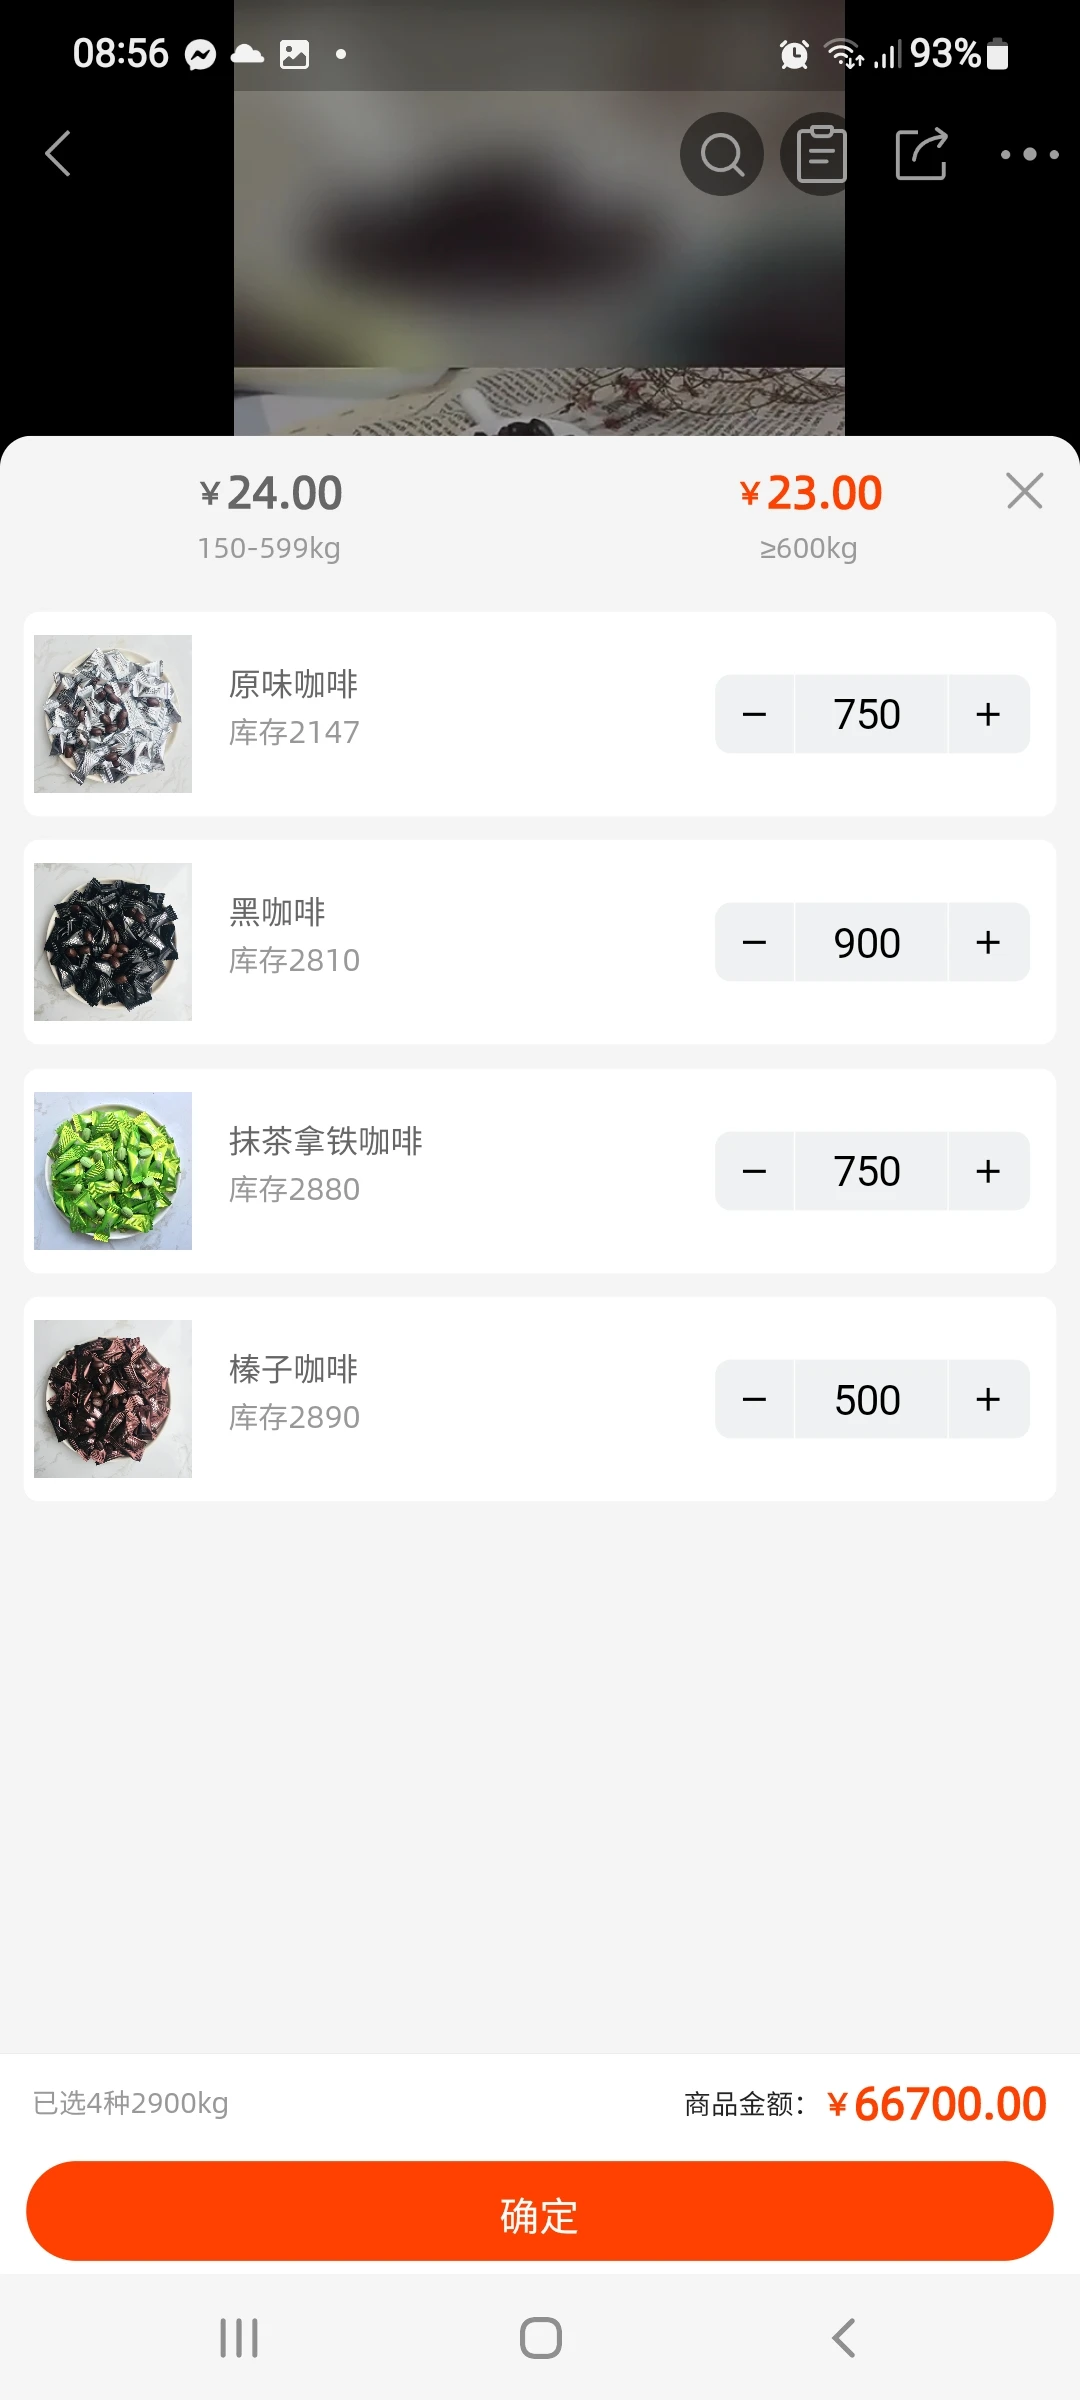 08:56
93%
¥24.00
150-599kg
¥23.00
≥600kg
原味咖啡
库存2147
− 750 +
黑咖啡
库存2810
− 900 +
抹茶拿铁咖啡
库存2880
− 750 +
榛子咖啡
库存2890
− 500 +
已选4种2900kg
商品金额：¥66700.00
确定